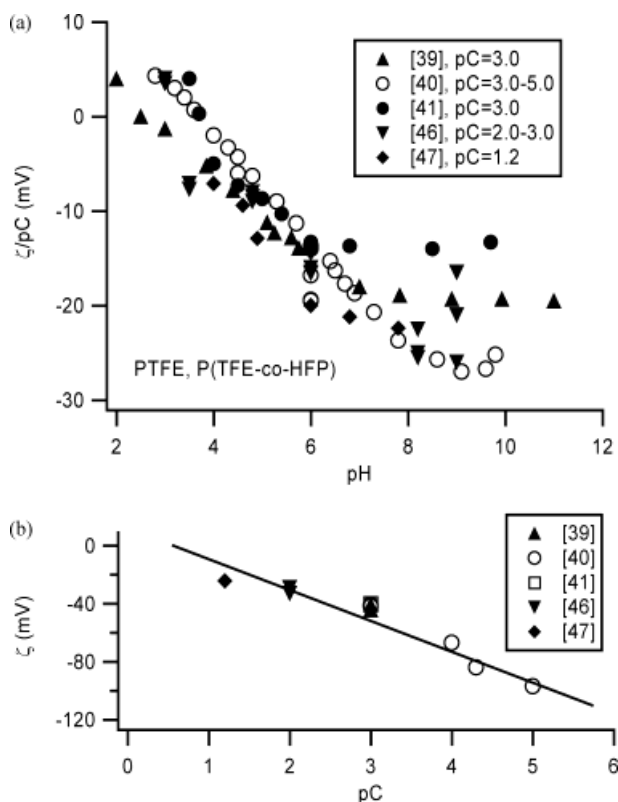 (a)
10
0
-10
-20
-30
ζ/pC (mV)
[39], pC=3.0
[40], pC=3.0-5.0
[41], pC=3.0
[46], pC=2.0-3.0
[47], pC=1.2
PTFE, P(TFE-co-HFP)
2 4 6 8 10 12
pH
(b)
0
-40
-80
-120
ζ (mV)
[39]
[40]
[41]
[46]
[47]
0 1 2 3 4 5 6
pC